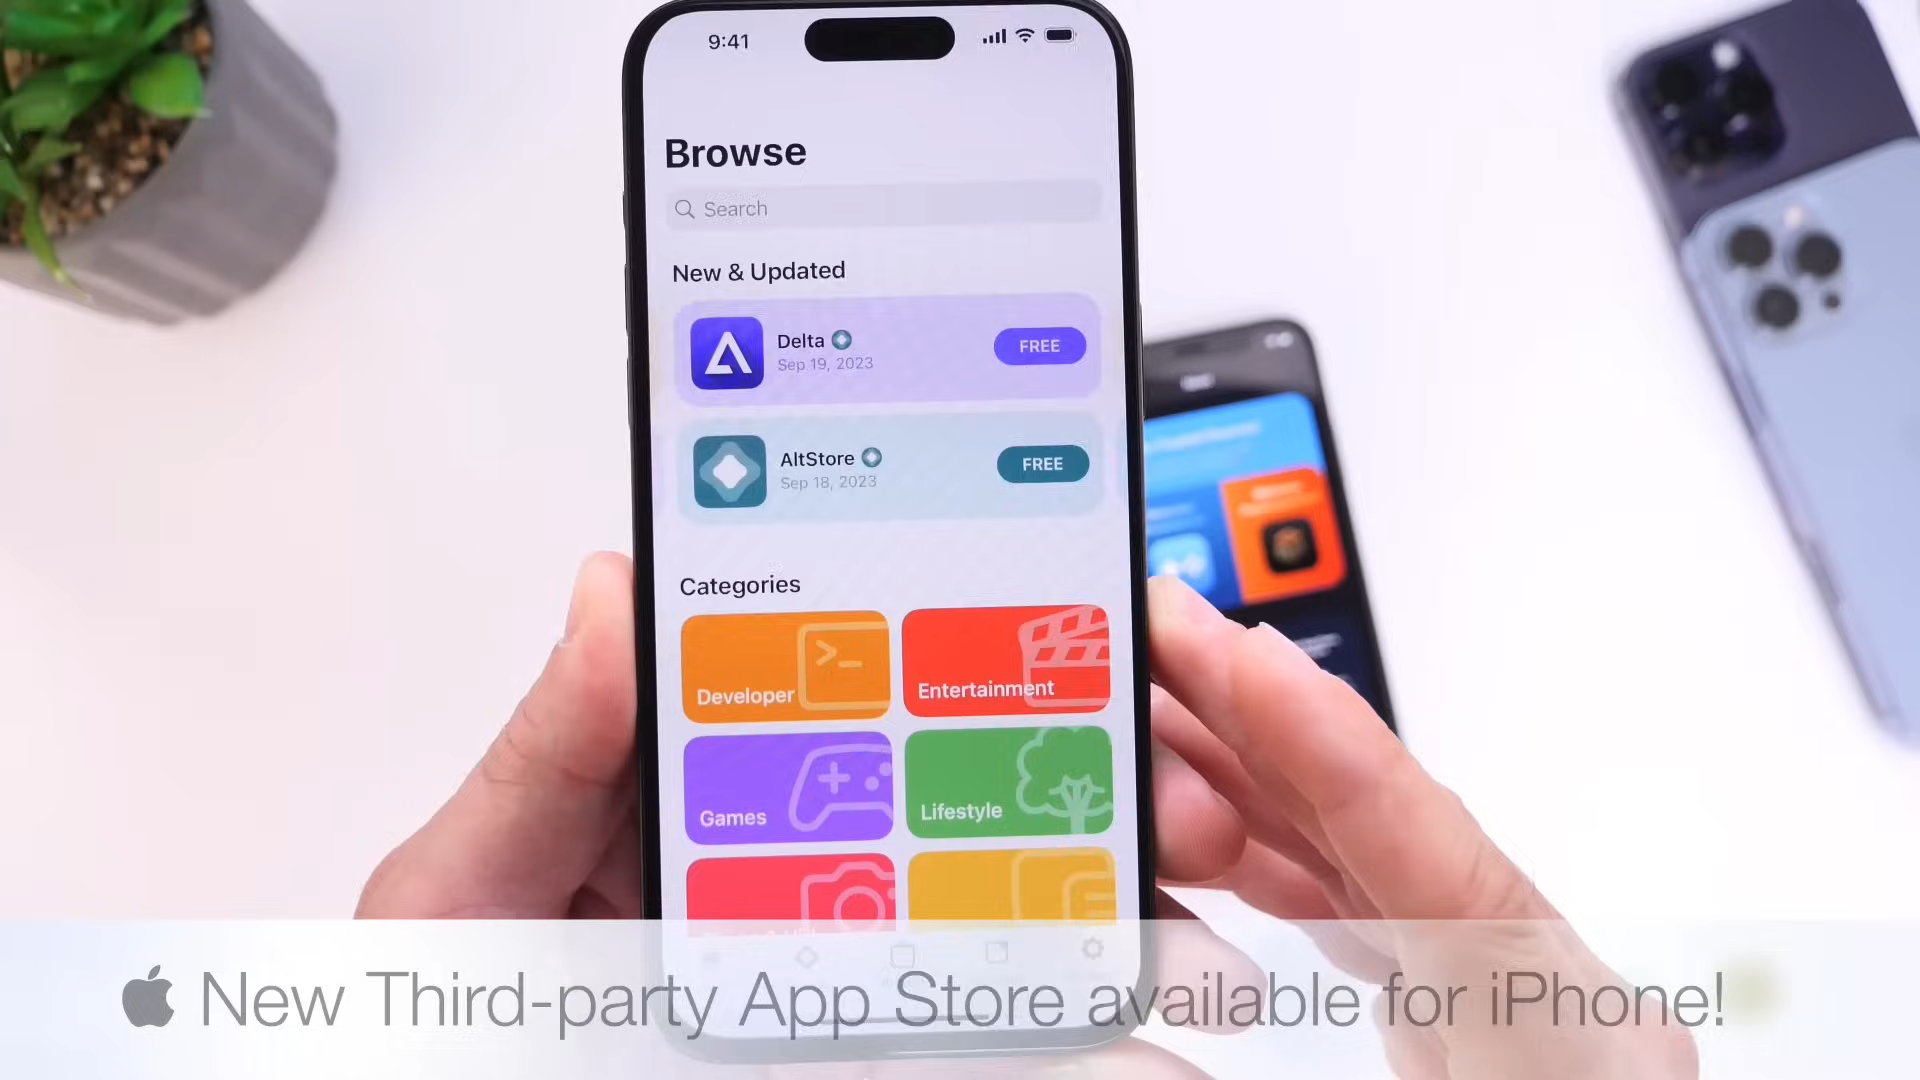 9:41
Browse
Search
New & Updated
Delta
Sep 19, 2023
FREE
AltStore
Sep 18, 2023
FREE
Categories
Developer
Entertainment
Games
Lifestyle
New Third-party App Store available for iPhone!